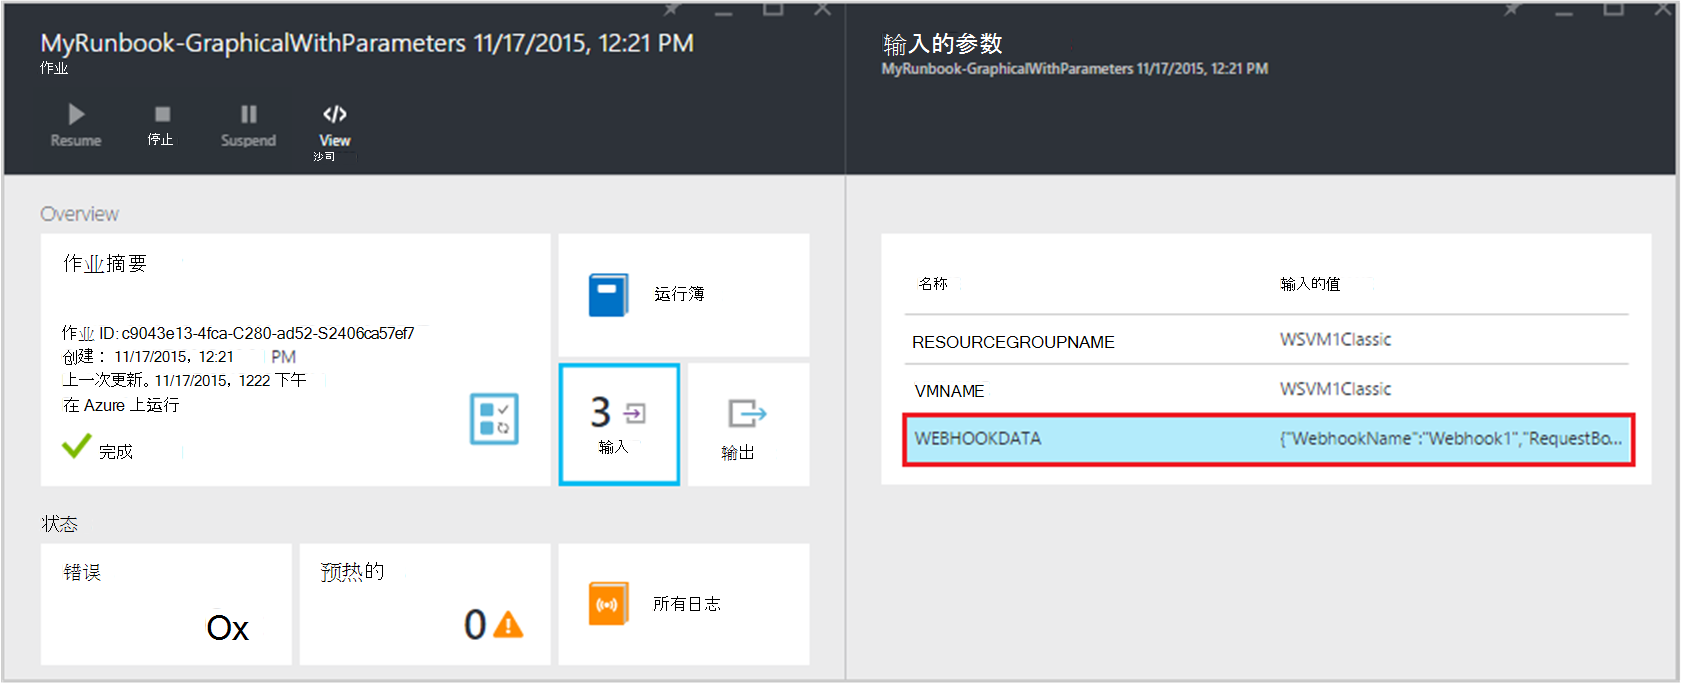 MyRunbook-GraphicalWithParameters 11/17/2015, 12:21 PM
作业
Resume
停止
Suspend
View
沙司
Overview
作业摘要
作业 ID: c9043e13-4fca-C280-ad52-S2406ca57ef7
创建： 11/17/2015，12:21 PM
上一次更新。11/17/2015，1222 下午
在 Azure 上运行
完成
运行簿
3
输入
输出
状态
错误
Ox
预热的
0
所有日志
输入的参数
MyRunbook-GraphicalWithParameters 11/17/2015, 12:21 PM
名称 输入的值
RESOURCEGROUPNAME WSVM1Classic
VMNAME WSVM1Classic
WEBHOOKDATA {"WebhookName":"Webhook1","RequestBo...